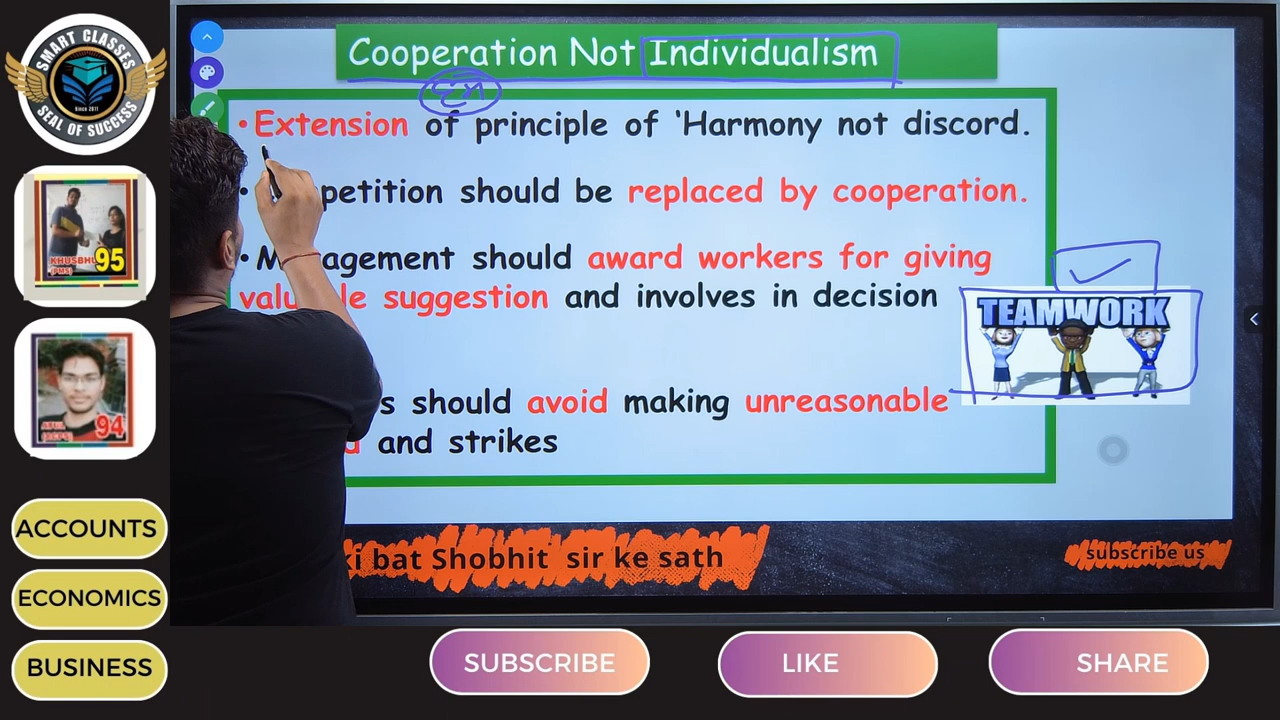 SMART CLASSES
Since 2011
SEAL OF SUCCESS
95
94
ACCOUNTS
ECONOMICS
BUSINESS
Cooperation Not Individualism
•Extension of principle of ‘Harmony not discord.
petition should be replaced by cooperation.
• agement should award workers for giving
suggestion and involves in decision
TEAMWORK
s should avoid making unreasonable
and strikes
ki bat Shobhit sir ke sath
subscribe us
SUBSCRIBE
LIKE
SHARE